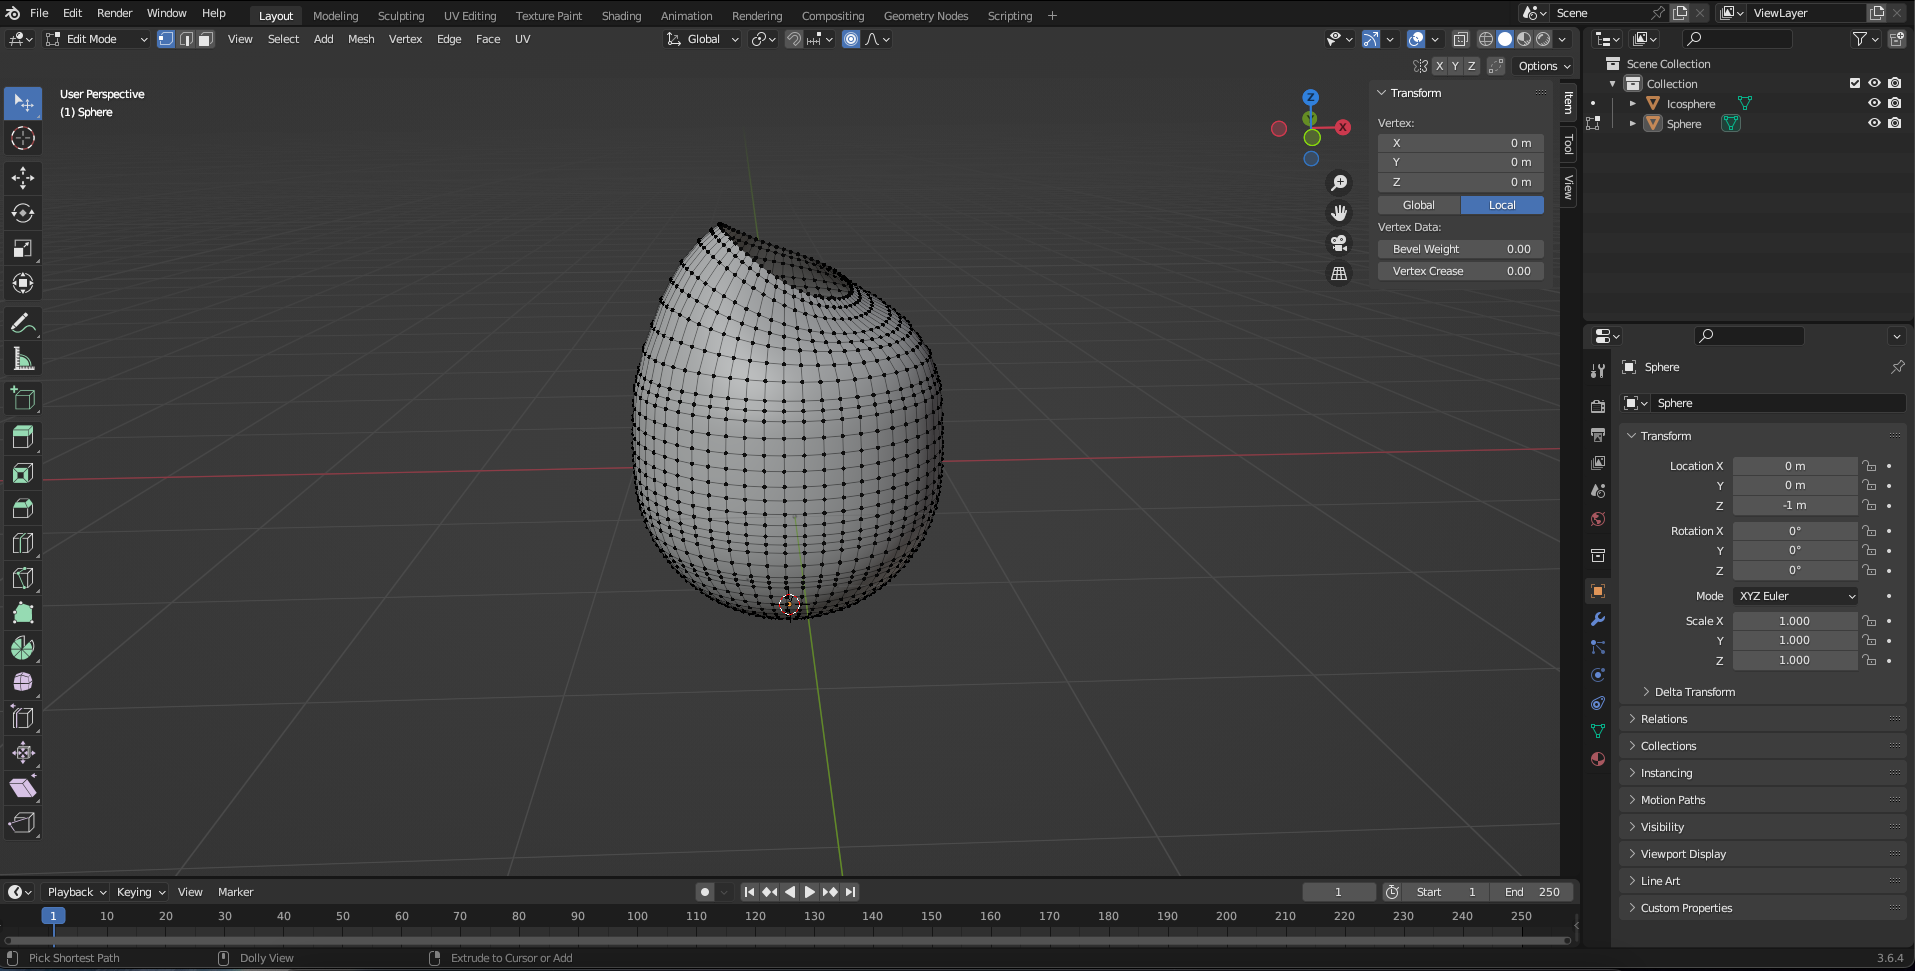 File Edit Render Window Help Layout Modeling Sculpting UV Editing Texture Paint Shading Animation Rendering Compositing Geometry Nodes Scripting + Scene ViewLayer
Edit Mode View Select Add Mesh Vertex Edge Face UV Global
X Y Z Options
User Perspective
(1) Sphere
Z
Y
X
Transform
Vertex:
X 0 m
Y 0 m
Z 0 m
Global Local
Vertex Data:
Bevel Weight 0.00
Vertex Crease 0.00
Item
Tool
View
Scene Collection
Collection
Icosphere
Sphere
Sphere
Sphere
Transform
Location X 0 m
Y 0 m
Z -1 m
Rotation X 0°
Y 0°
Z 0°
Mode XYZ Euler
Scale X 1.000
Y 1.000
Z 1.000
Delta Transform
Relations
Collections
Instancing
Motion Paths
Visibility
Viewport Display
Line Art
Custom Properties
Playback Keying View Marker 1 Start 1 End 250
1 10 20 30 40 50 60 70 80 90 100 110 120 130 140 150 160 170 180 190 200 210 220 230 240 250
Pick Shortest Path Dolly View Extrude to Cursor or Add 3.6.4